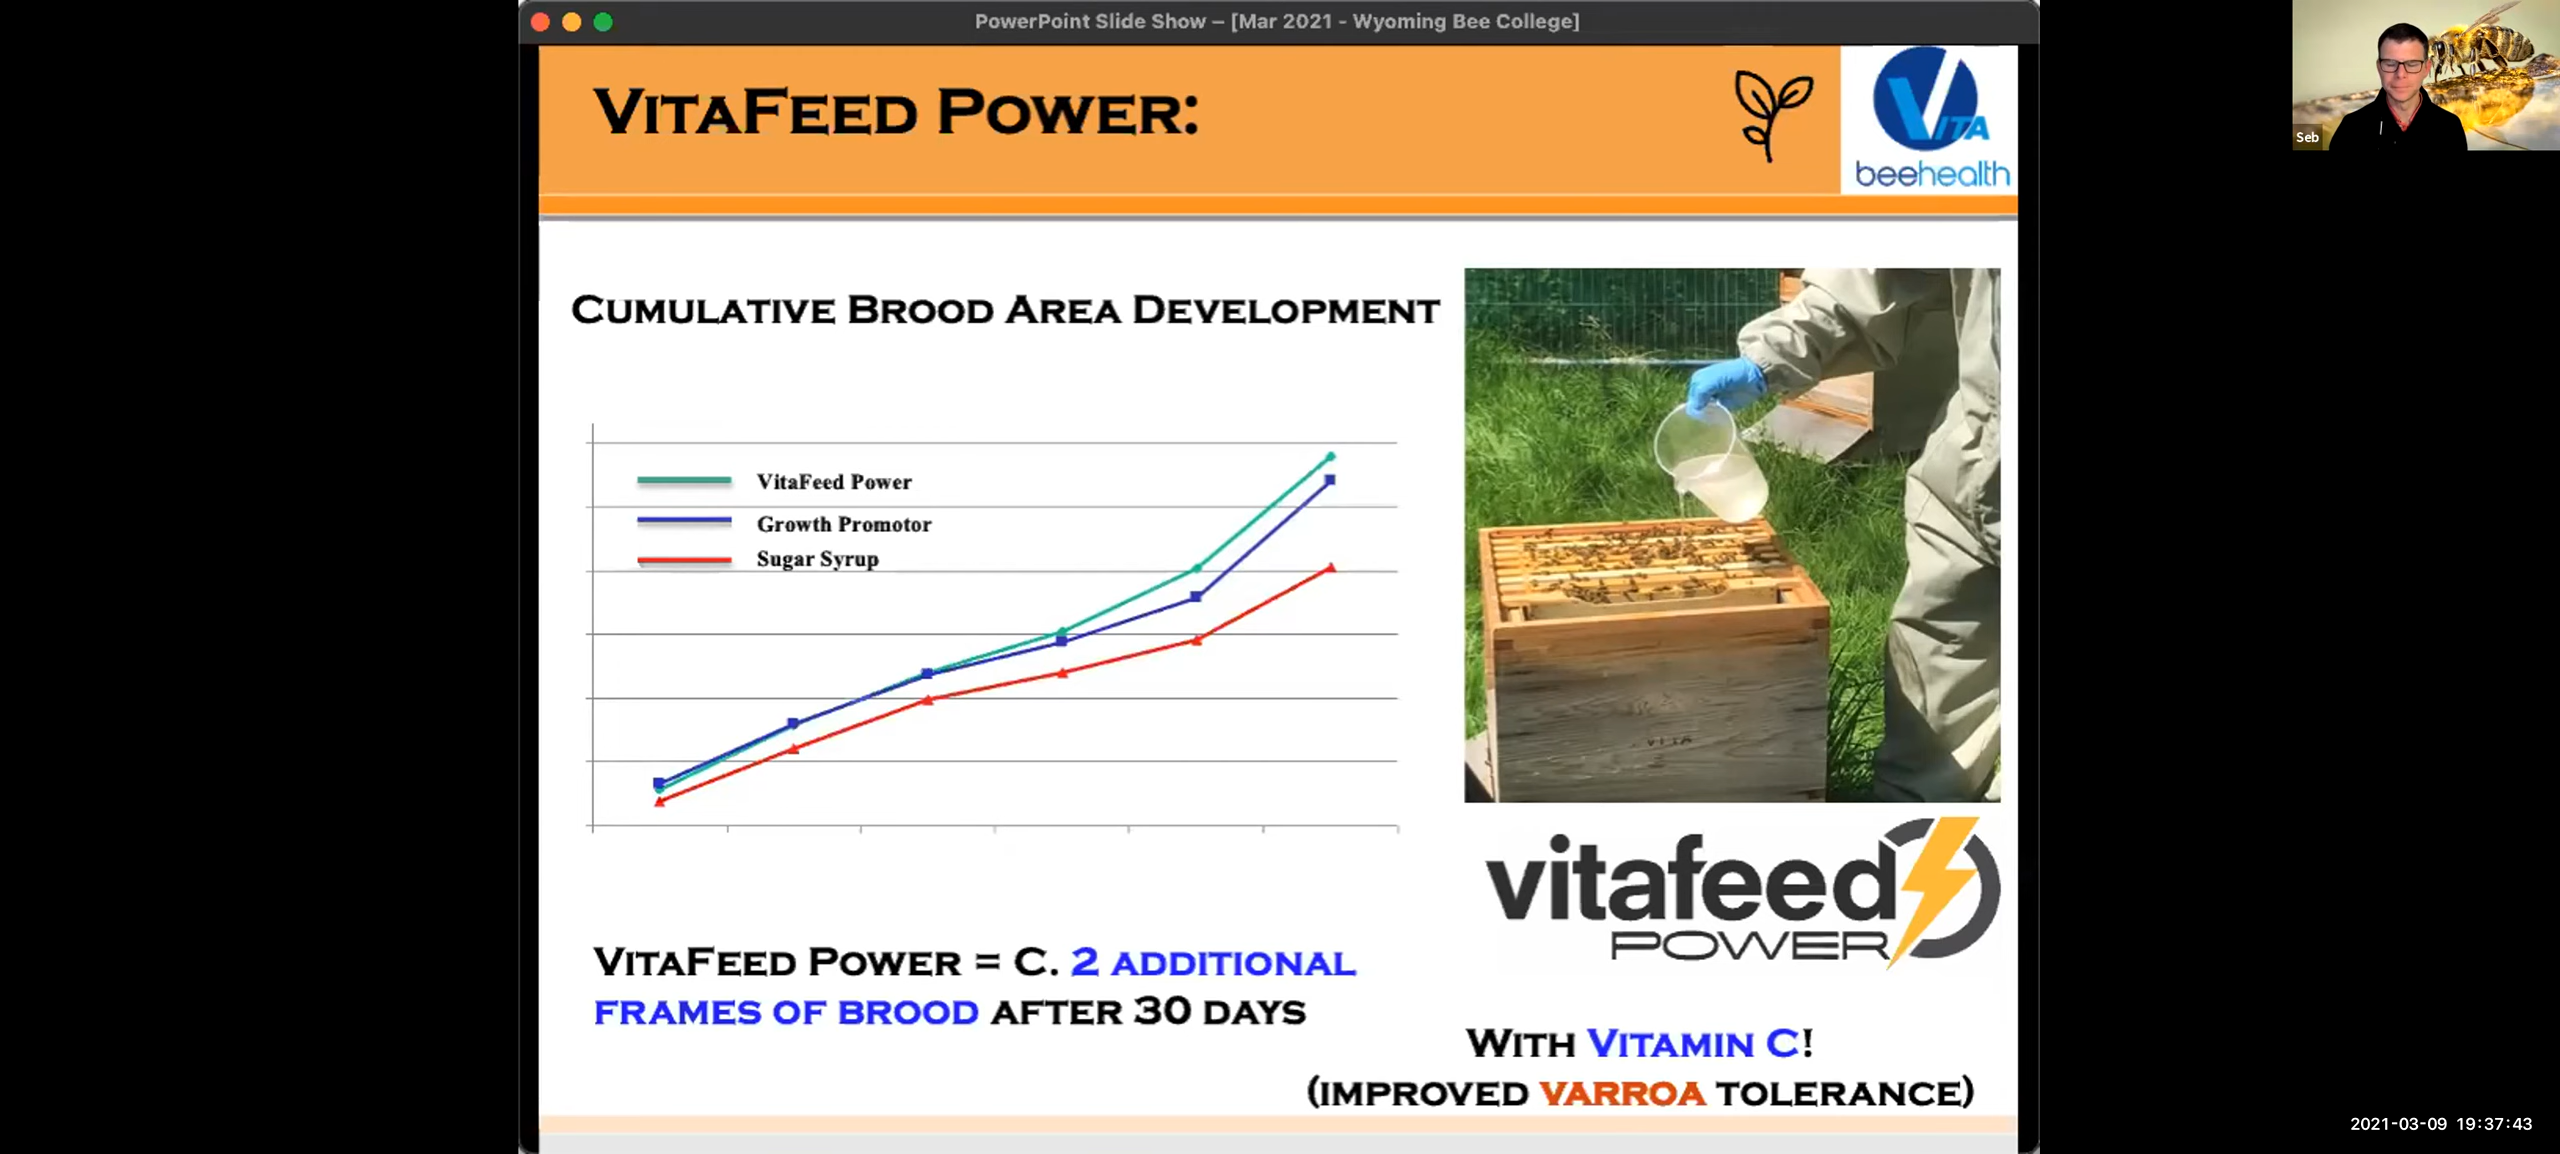 PowerPoint Slide Show – [Mar 2021 - Wyoming Bee College]
VITAFEED POWER:
VITA
beehealth
Seb
CUMULATIVE BROOD AREA DEVELOPMENT
VitaFeed Power
Growth Promotor
Sugar Syrup
VITA
vitafeed
POWER
VITAFEED POWER = C. 2 ADDITIONAL
FRAMES OF BROOD AFTER 30 DAYS
WITH VITAMIN C!
(IMPROVED VARROA TOLERANCE)
2021-03-09 19:37:43